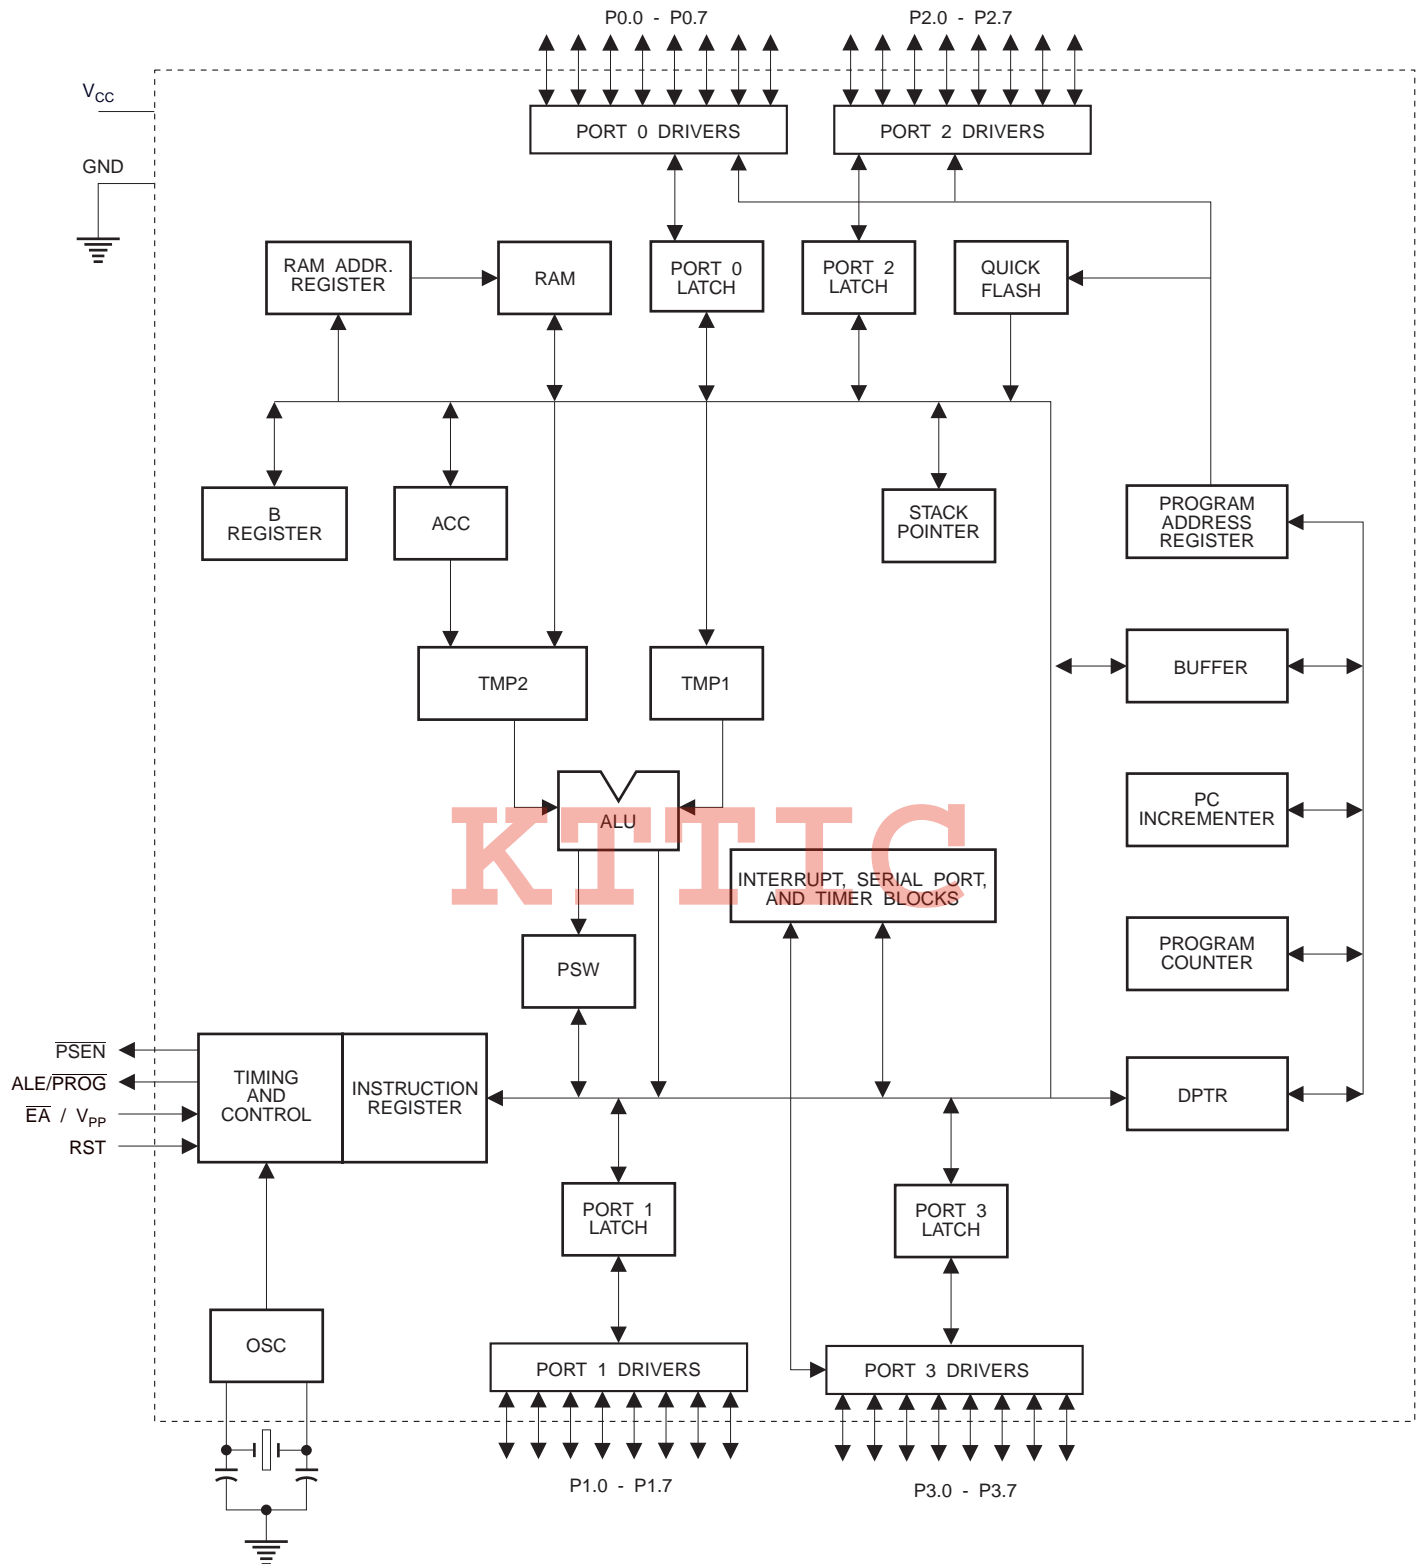 P0.0 - P0.7
P2.0 - P2.7
VCC
PORT 0 DRIVERS
PORT 2 DRIVERS
GND
RAM ADDR.
REGISTER
RAM
PORT 0
LATCH
PORT 2
LATCH
QUICK
FLASH
B
REGISTER
ACC
STACK
POINTER
PROGRAM
ADDRESS
REGISTER
TMP2
TMP1
BUFFER
ALU
PC
INCREMENTER
KTTIC
INTERRUPT, SERIAL PORT,
AND TIMER BLOCKS
PSW
PROGRAM
COUNTER
PSEN
ALE/PROG
EA / VPP
RST
TIMING
AND
CONTROL
INSTRUCTION
REGISTER
DPTR
PORT 1
LATCH
PORT 3
LATCH
OSC
PORT 1 DRIVERS
PORT 3 DRIVERS
P1.0 - P1.7
P3.0 - P3.7